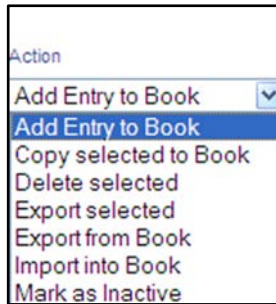 Action
Add Entry to Book
Add Entry to Book
Copy selected to Book
Delete selected
Export selected
Export from Book
Import into Book
Mark as Inactive